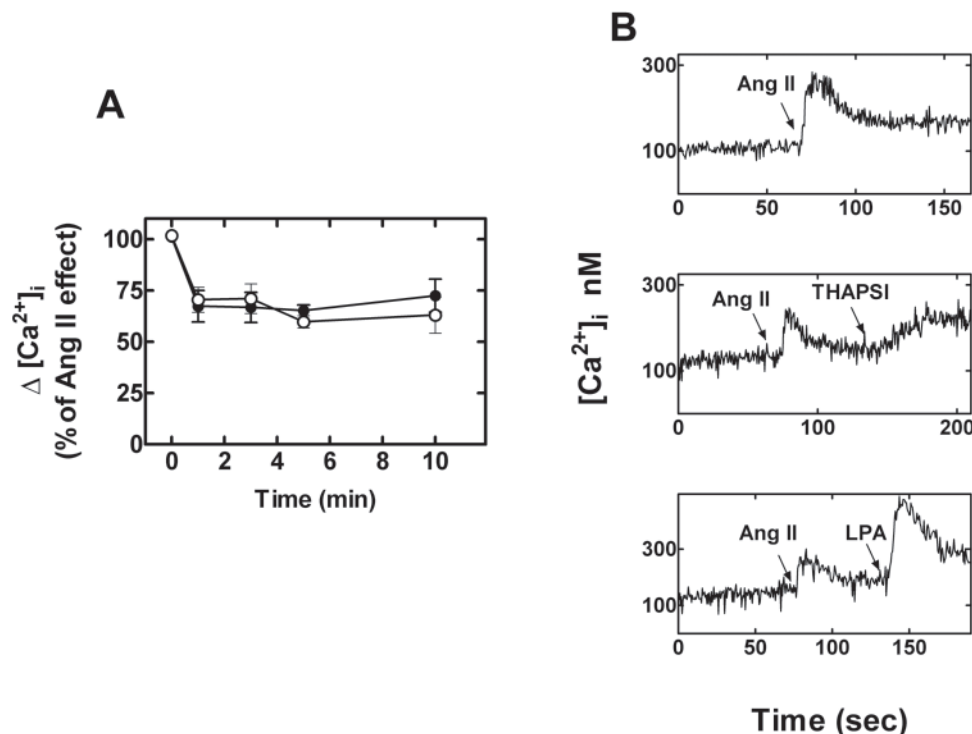 A
Δ [Ca²⁺]ᵢ
(% of Ang II effect)
100
75
50
25
0
0 2 4 6 8 10
Time (min)
B
[Ca²⁺]ᵢ nM
300
100
Ang II
0 50 100 150
300
100
Ang II
THAPSI
0 100 200
300
100
Ang II
LPA
0 50 100 150
Time (sec)